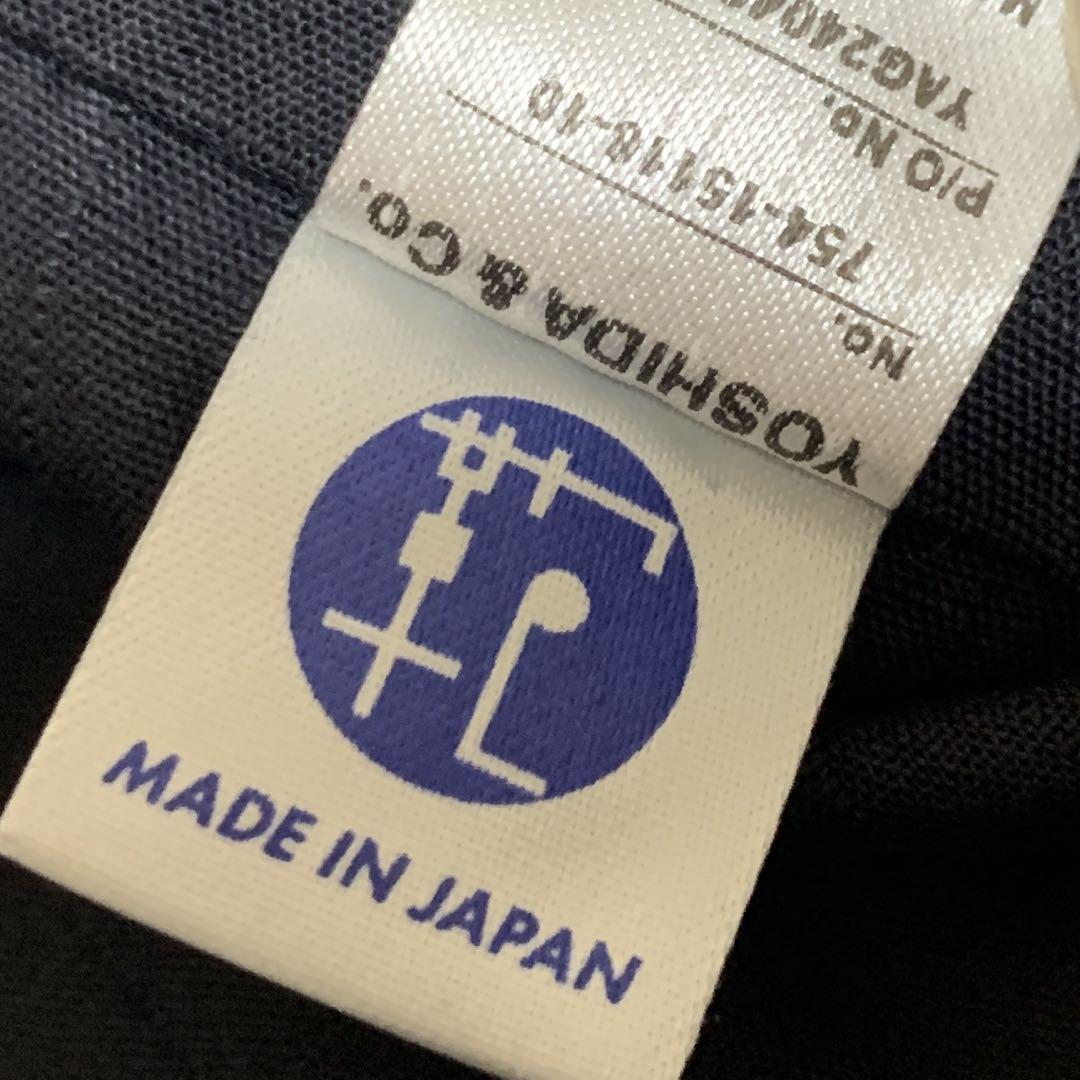 YOSHIDA & CO.
No.
754-15118-10
P/O No.
YAG2404
MADE IN JAPAN